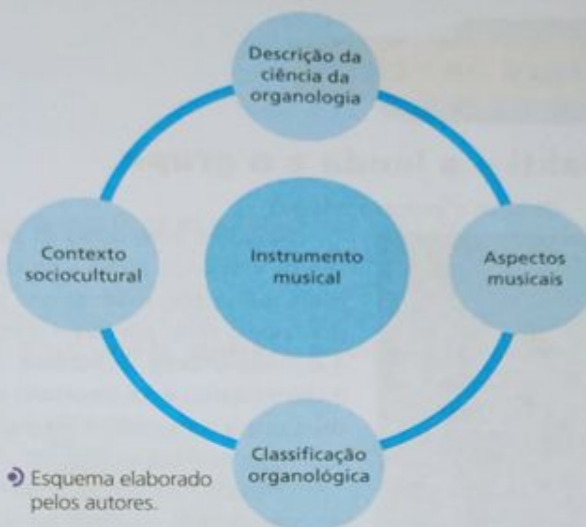 Descrição da
ciência da
organologia
Contexto
sociocultural
Instrumento
musical
Aspectos
musicais
Classificação
organológica
Esquema elaborado
pelos autores.